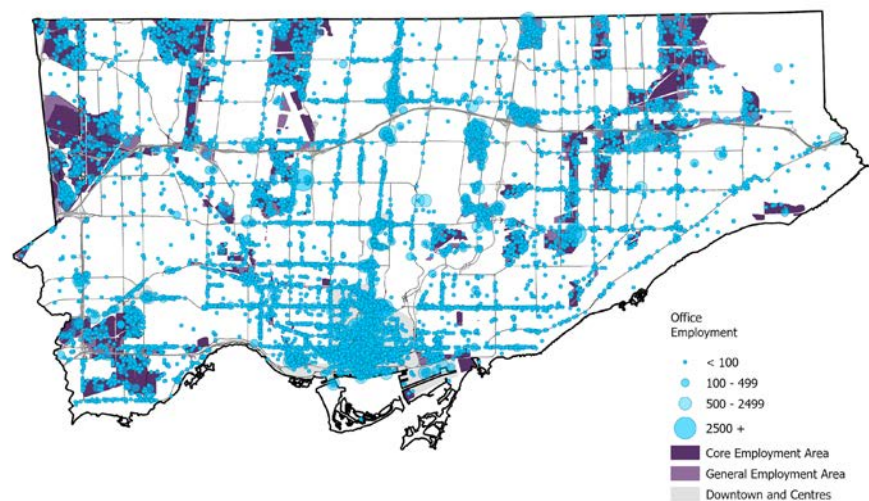 Office
Employment
< 100
100 - 499
500 - 2499
2500 +
Core Employment Area
General Employment Area
Downtown and Centres